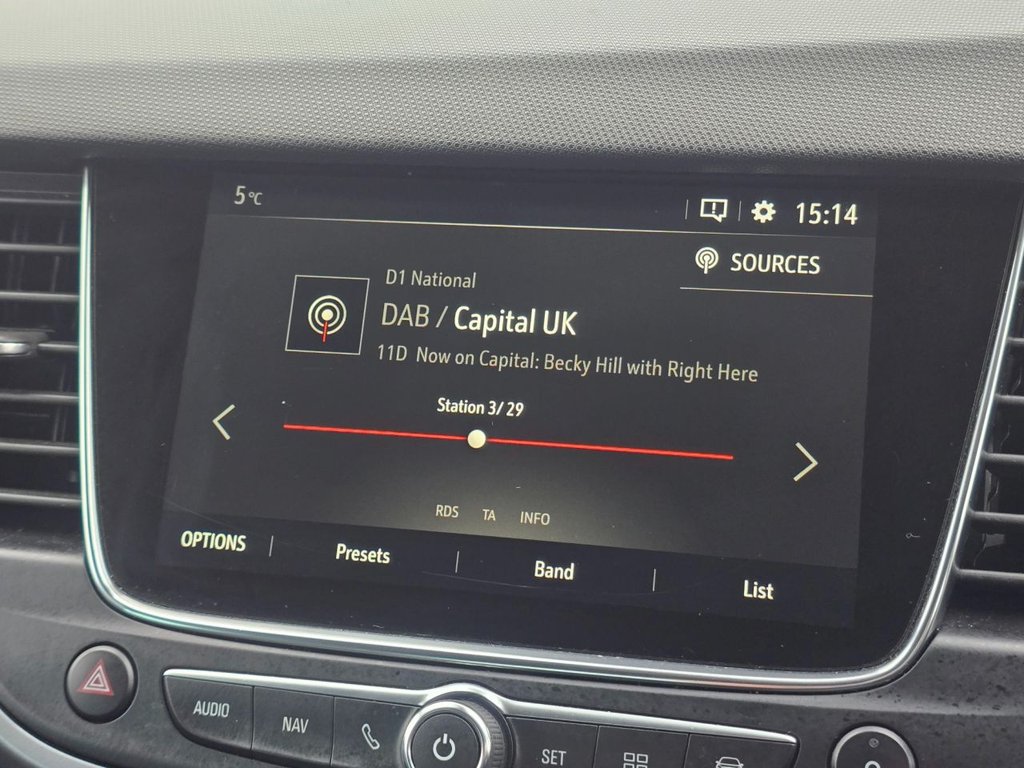 5°C
15:14
SOURCES
D1 National
DAB / Capital UK
11D Now on Capital: Becky Hill with Right Here
Station 3/ 29
RDS TA INFO
OPTIONS Presets Band List
AUDIO NAV SET